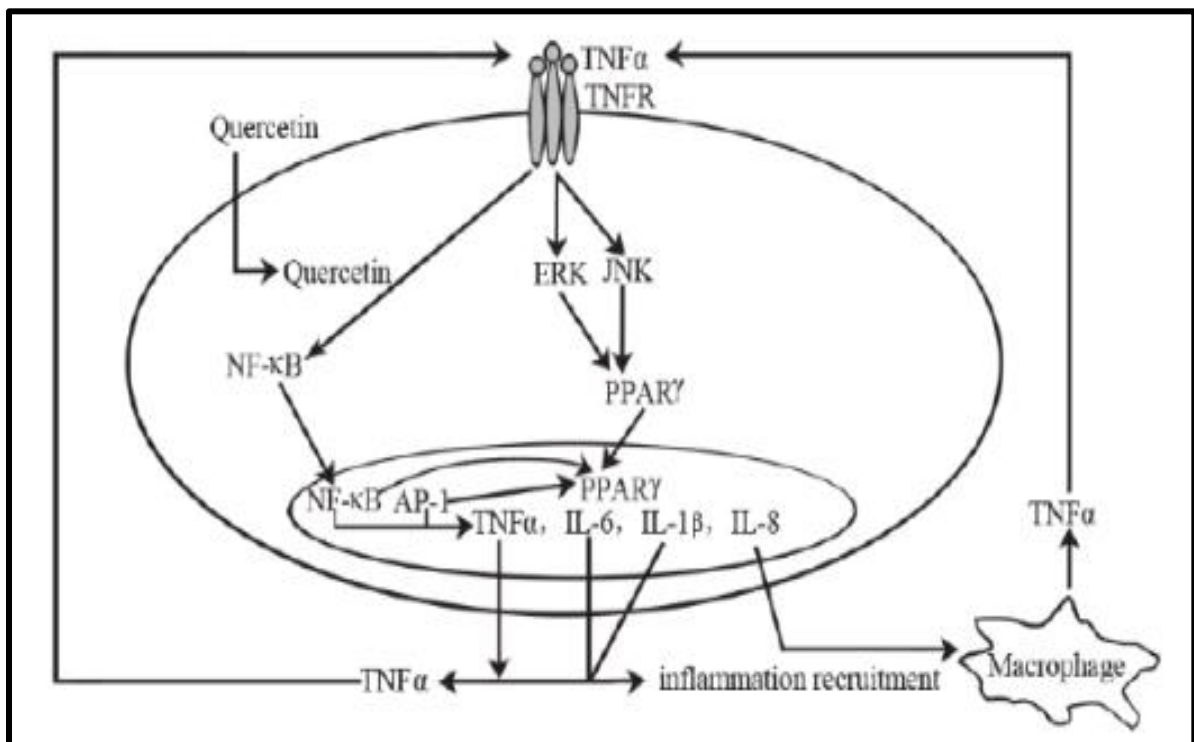 TNFα
TNFR
Quercetin
Quercetin
ERK JNK
NF-κB
PPARγ
NF-κB AP-1 PPARγ
TNFα, IL-6, IL-1β, IL-8
TNFα
TNFα
inflammation recruitment
Macrophage